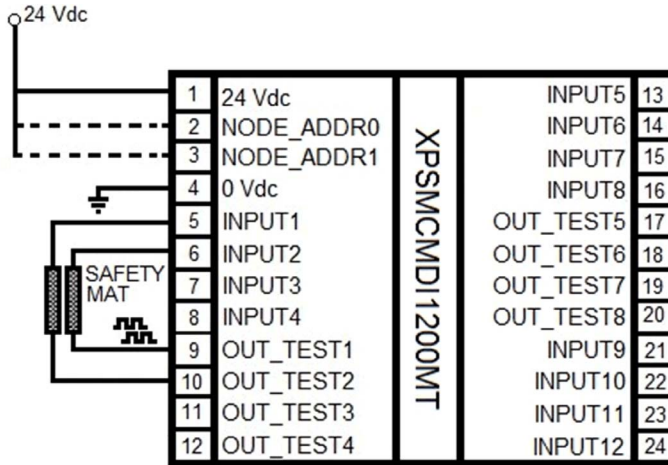 24 Vdc
1 24 Vdc
2 NODE_ADDR0
3 NODE_ADDR1
4 0 Vdc
5 INPUT1
6 INPUT2
7 INPUT3
8 INPUT4
9 OUT_TEST1
10 OUT_TEST2
11 OUT_TEST3
12 OUT_TEST4
SAFETY
MAT
XPSMCMDI1200MT
INPUT5 13
INPUT6 14
INPUT7 15
INPUT8 16
OUT_TEST5 17
OUT_TEST6 18
OUT_TEST7 19
OUT_TEST8 20
INPUT9 21
INPUT10 22
INPUT11 23
INPUT12 24